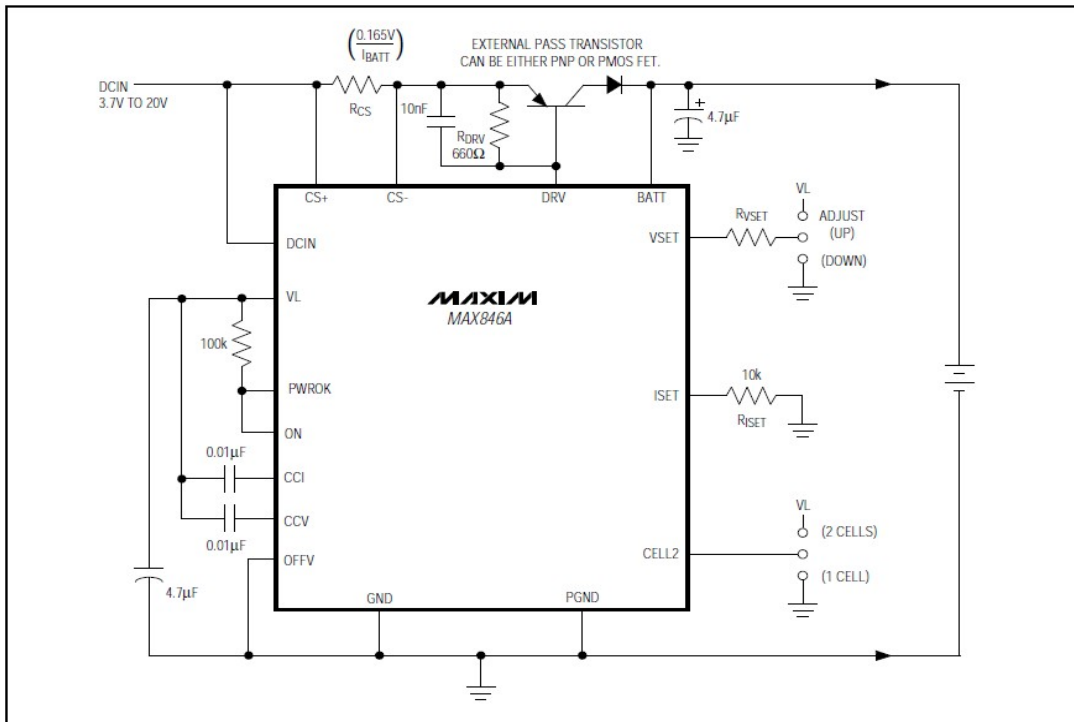 (0.165V
IBATT)
EXTERNAL PASS TRANSISTOR
CAN BE EITHER PNP OR PMOS FET.
DCIN
3.7V TO 20V
RCS
10nF
RDRV
660Ω
4.7µF
CS+
CS-
DRV
BATT
DCIN
VL
100k
PWROK
ON
0.01µF
CCI
CCV
0.01µF
OFFV
4.7µF
GND
PGND
MAXIM
MAX846A
VSET
RVSET
VL
ADJUST
(UP)
(DOWN)
ISET
10k
RISET
CELL2
VL
(2 CELLS)
(1 CELL)